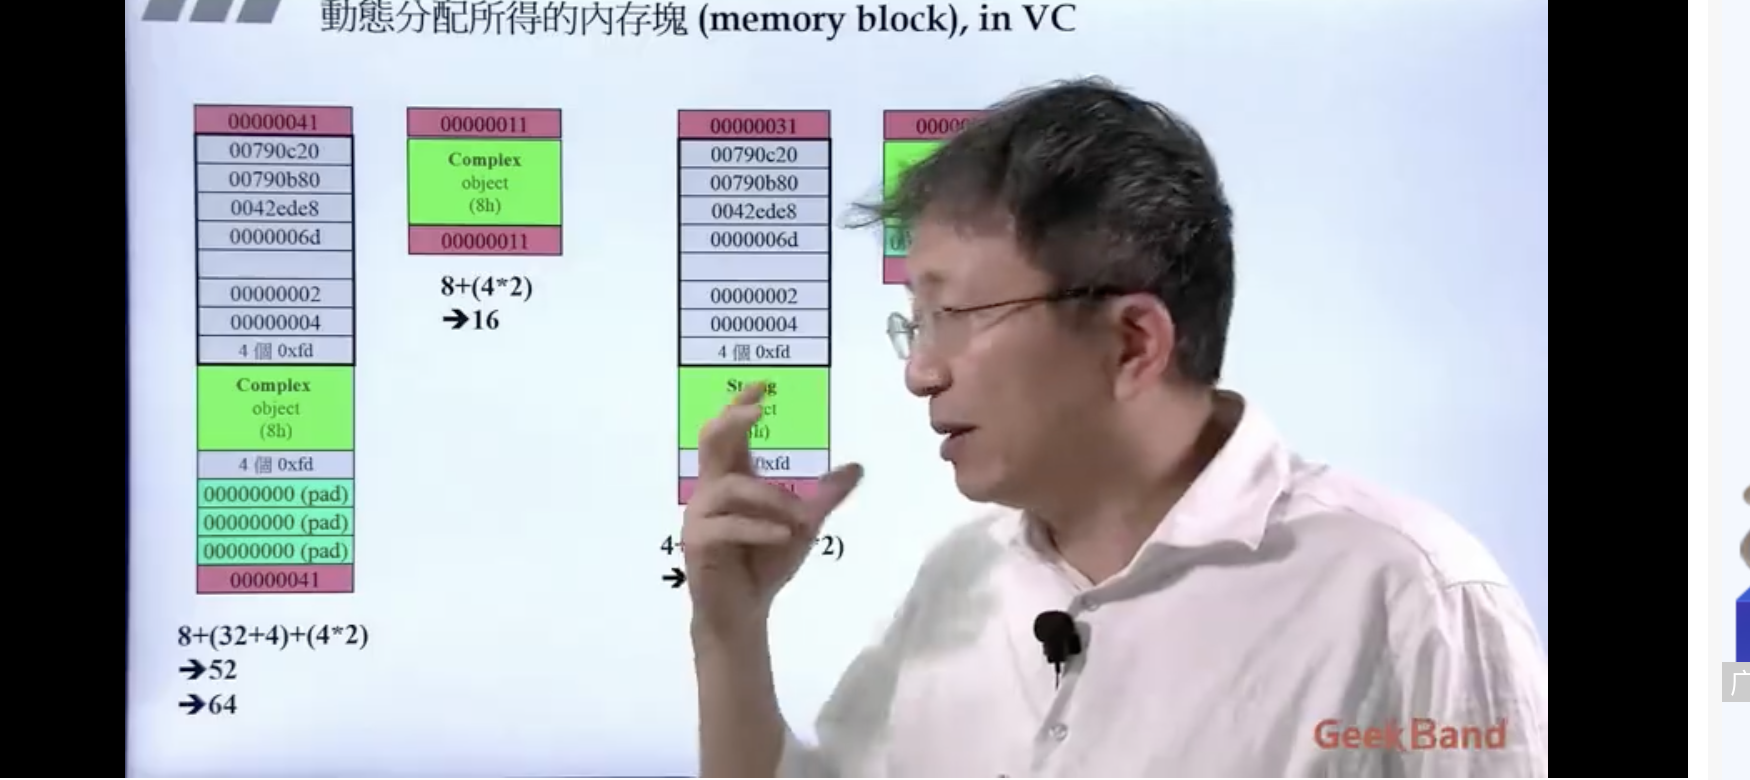 動態分配所得的內存塊 (memory block), in VC
00000041
00790c20
00790b80
0042ede8
0000006d
00000002
00000004
4 個 0xfd
Complex
object
(8h)
4 個 0xfd
00000000 (pad)
00000000 (pad)
00000000 (pad)
00000041
8+(32+4)+(4*2)
➔52
➔64
00000011
Complex
object
(8h)
00000011
8+(4*2)
➔16
00000031
00790c20
00790b80
0042ede8
0000006d
00000002
00000004
4 個 0xfd
GeekBand